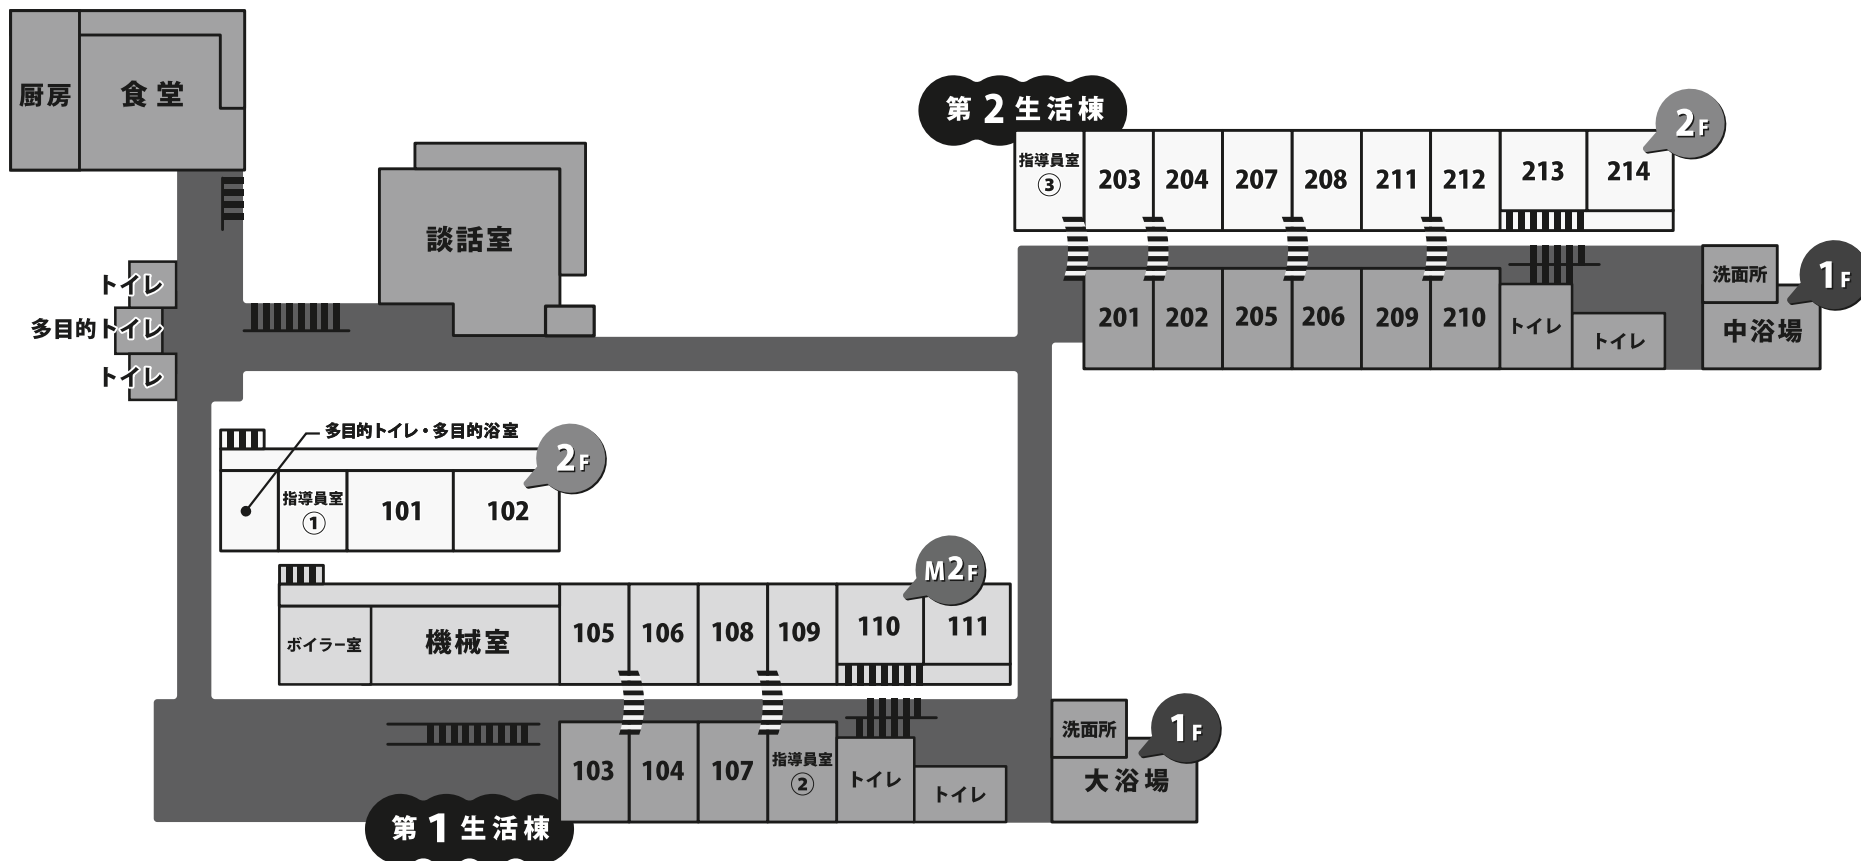 厨房
食堂
談話室
トイレ
多目的トイレ
トイレ
第2生活棟
2F
指導員室
③
203
204
207
208
211
212
213
214
1F
201
202
205
206
209
210
トイレ
トイレ
洗面所
中浴場
多目的トイレ・多目的浴室
2F
指導員室
①
101
102
M2F
ボイラー室
機械室
105
106
108
109
110
111
1F
103
104
107
指導員室
②
トイレ
トイレ
洗面所
大浴場
第1生活棟